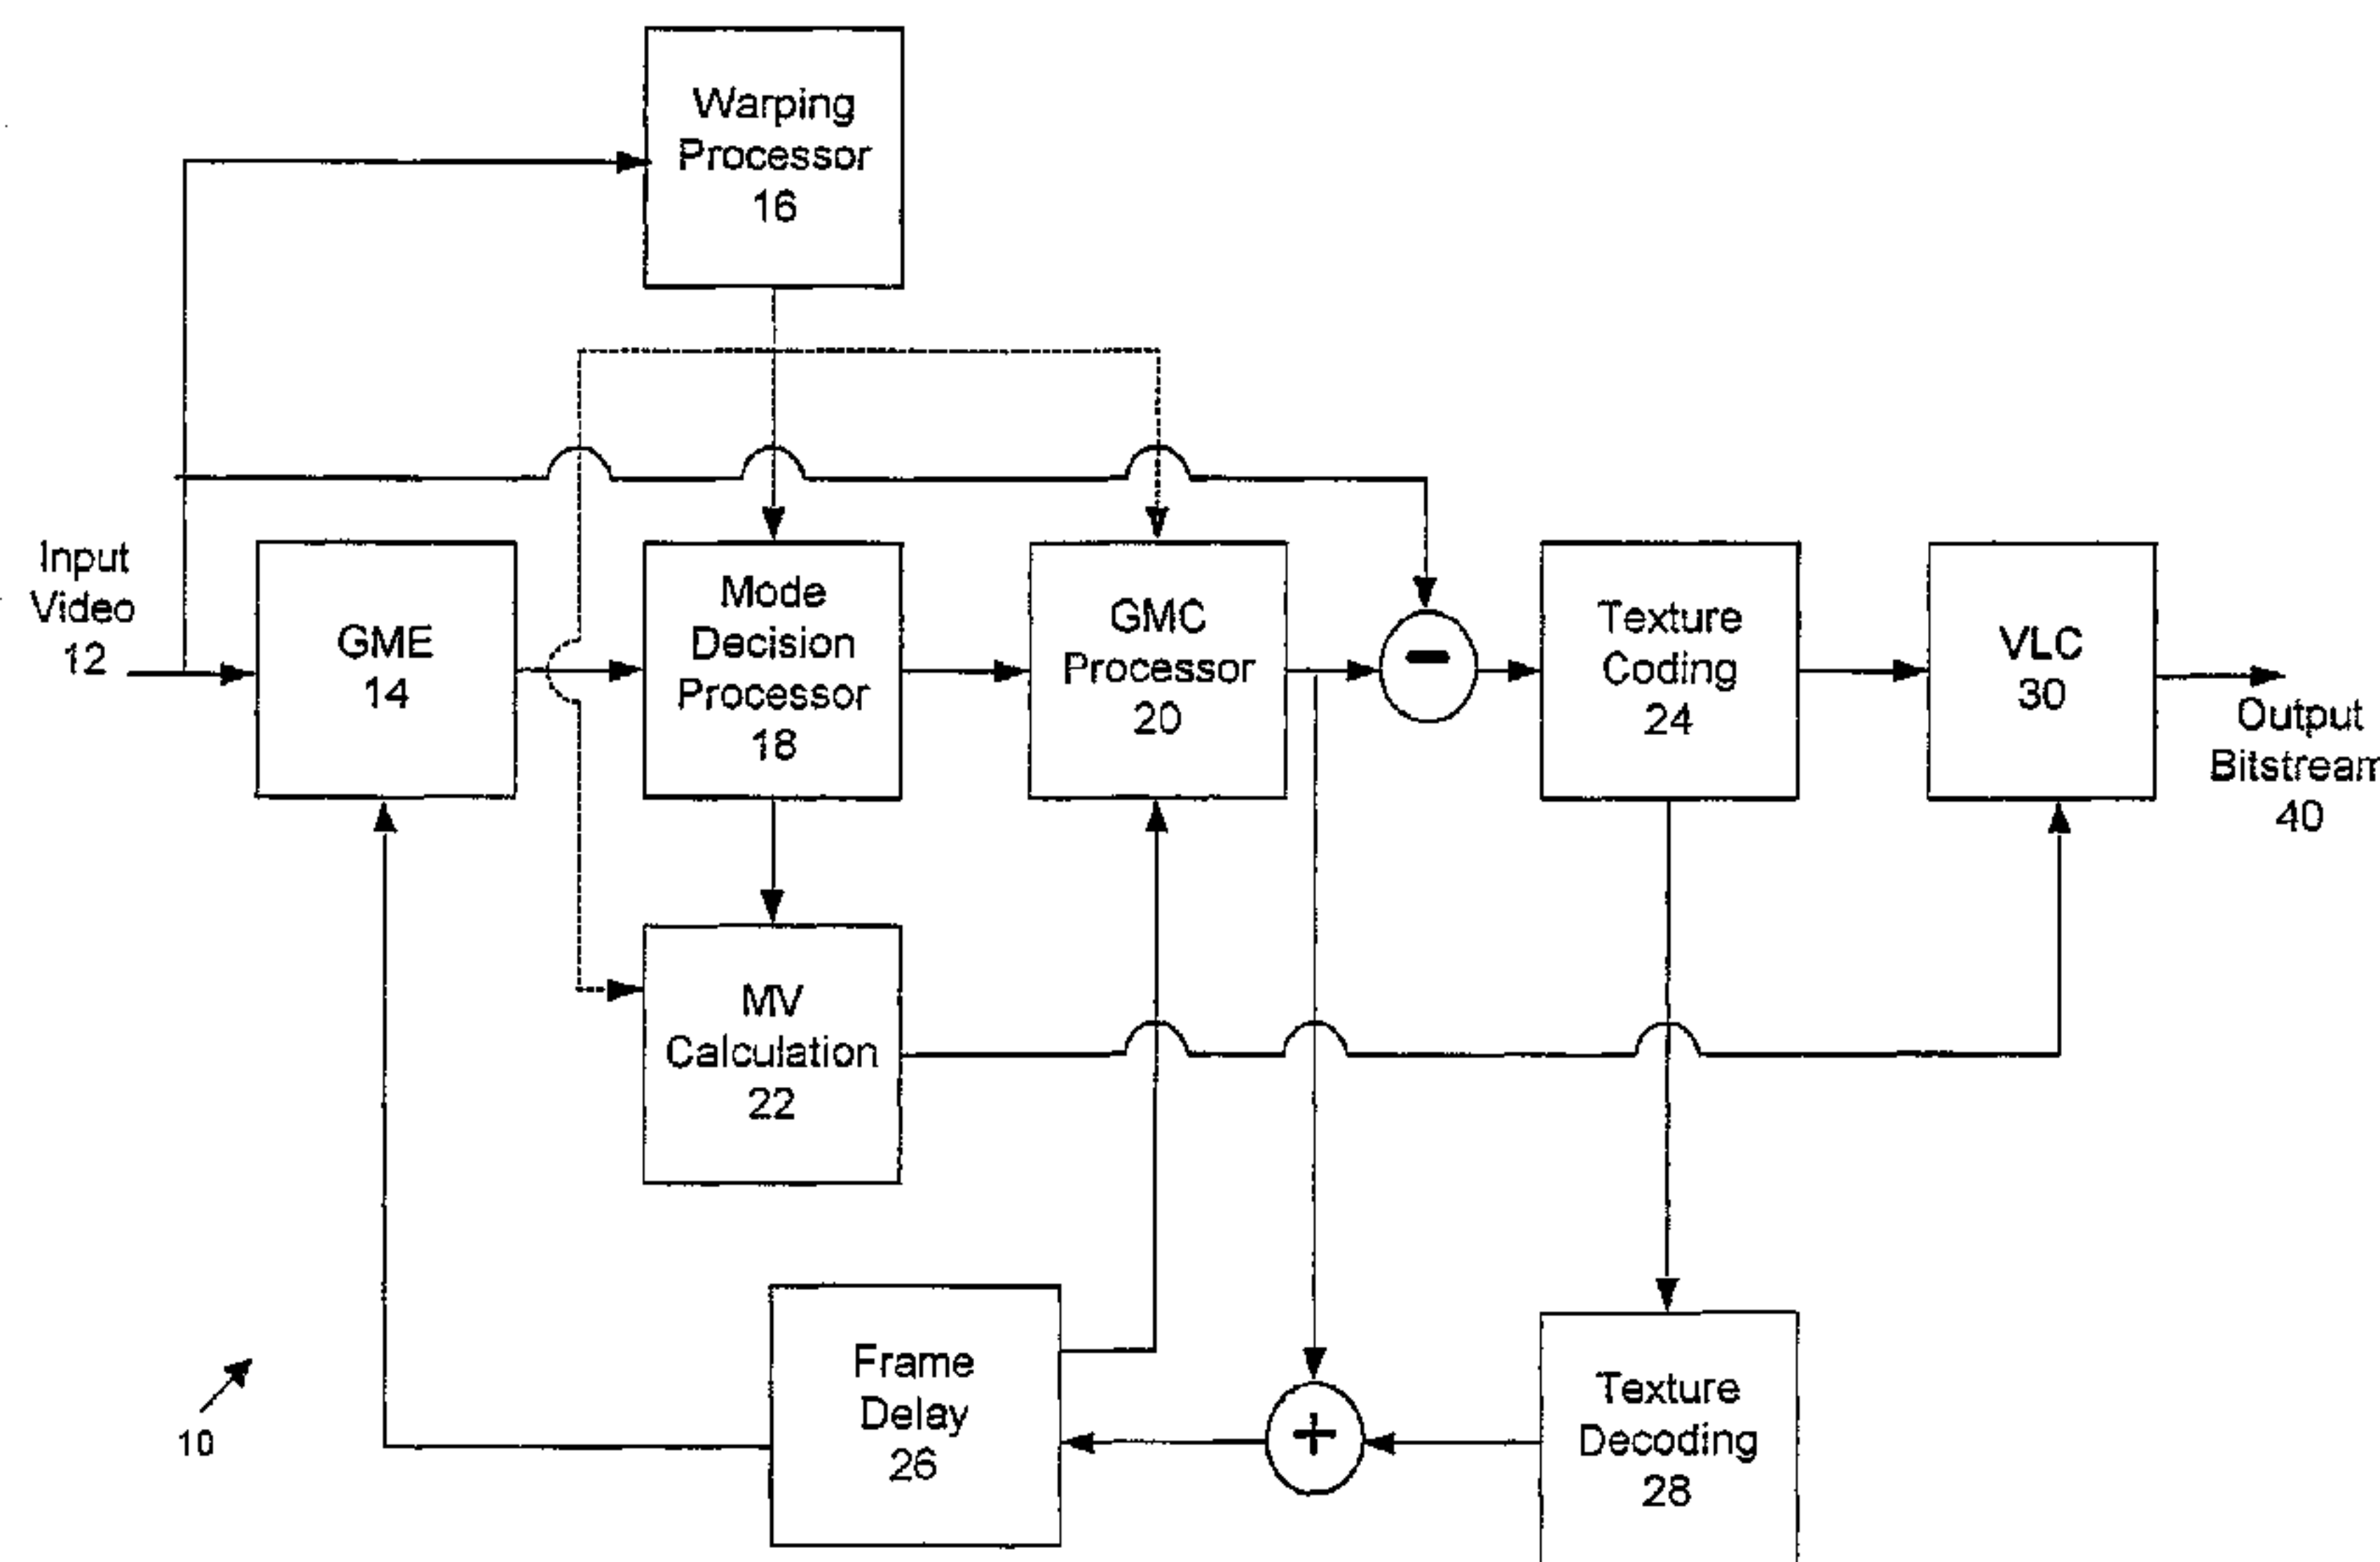 Warping
Processor
16
Input
Video
12
GME
14
Mode
Decision
Processor
18
GMC
Processor
20
-
Texture
Coding
24
VLC
30
Output
Bitstream
40
MV
Calculation
22
Frame
Delay
26
+
Texture
Decoding
28
10